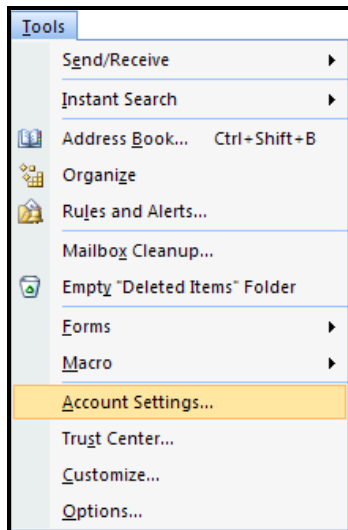 Tools
Send/Receive
Instant Search
Address Book... Ctrl+Shift+B
Organize
Rules and Alerts...
Mailbox Cleanup...
Empty "Deleted Items" Folder
Forms
Macro
Account Settings...
Trust Center...
Customize...
Options...